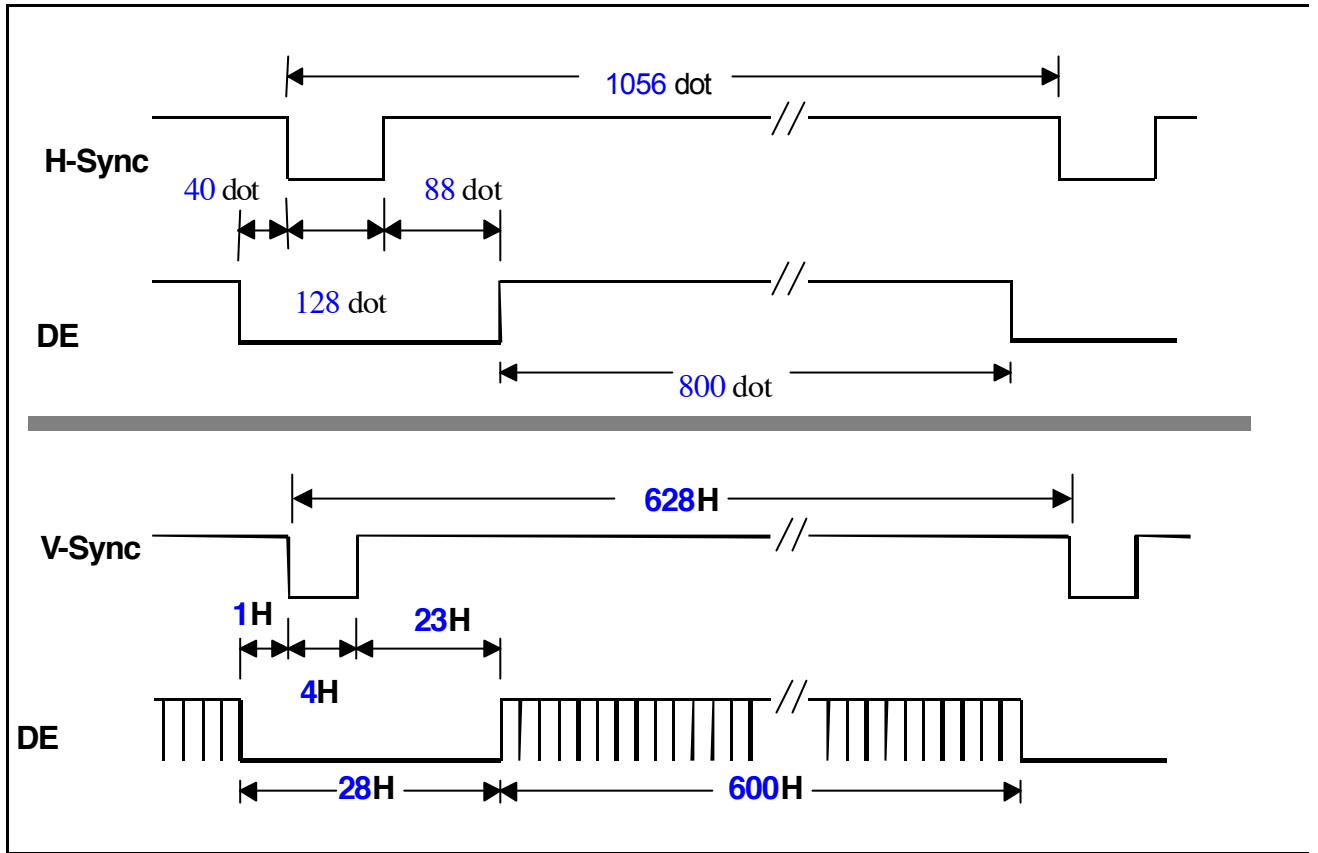 1056 dot
H-Sync
40 dot
88 dot
128 dot
DE
800 dot
628H
V-Sync
1H
23H
4H
DE
28H
600H